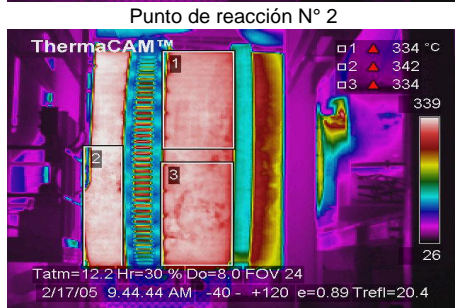 Punto de reacción N° 2
ThermaCAM™
1 ▲ 334 °C
2 ▲ 342
3 ▲ 334
339
1
2
3
26
Tatm=12.2 Hr=30 % Do=8.0 FOV 24
2/17/05 9.44.44 AM -40 - +120 e=0.89 Trefl=20.4